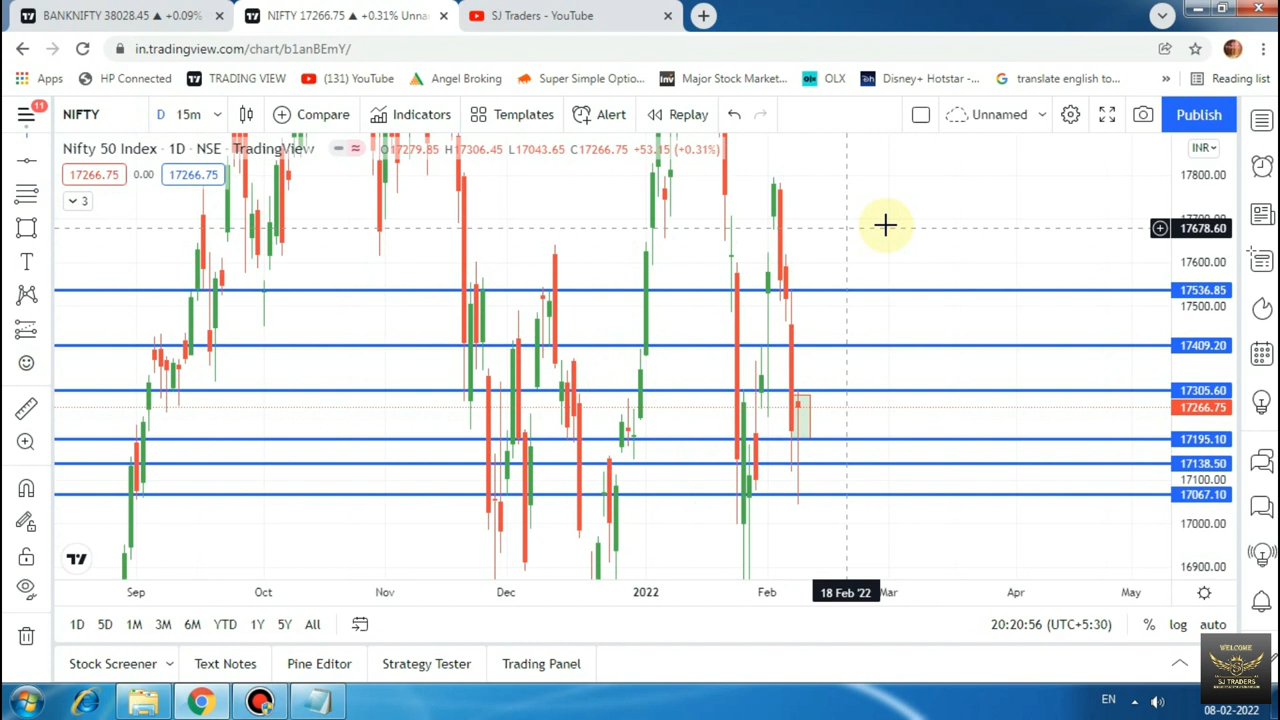 BANKNIFTY 38028.45 ▲ +0.09%
NIFTY 17266.75 ▲ +0.31% Unna
SJ Traders - YouTube
in.tradingview.com/chart/b1anBEmY/
Apps HP Connected TRADING VIEW (131) YouTube Angel Broking Super Simple Optio... Major Stock Market... OLX Disney+ Hotstar -... translate english to... » Reading list
11
NIFTY D 15m Compare Indicators Templates Alert Replay Unnamed Publish
Nifty 50 Index · 1D · NSE · TradingView O17279.85 H17306.45 L17043.65 C17266.75 +53.15 (+0.31%) INR
17266.75 0.00 17266.75
3
17800.00
17700.00
17678.60
17600.00
17536.85
17500.00
17409.20
17305.60
17266.75
17195.10
17138.50
17100.00
17067.10
17000.00
16900.00
Sep Oct Nov Dec 2022 Feb 18 Feb '22 Mar Apr May
1D 5D 1M 3M 6M YTD 1Y 5Y All 20:20:56 (UTC+5:30) % log auto
Stock Screener Text Notes Pine Editor Strategy Tester Trading Panel
WELCOME
SJ TRADERS
EN
08-02-2022